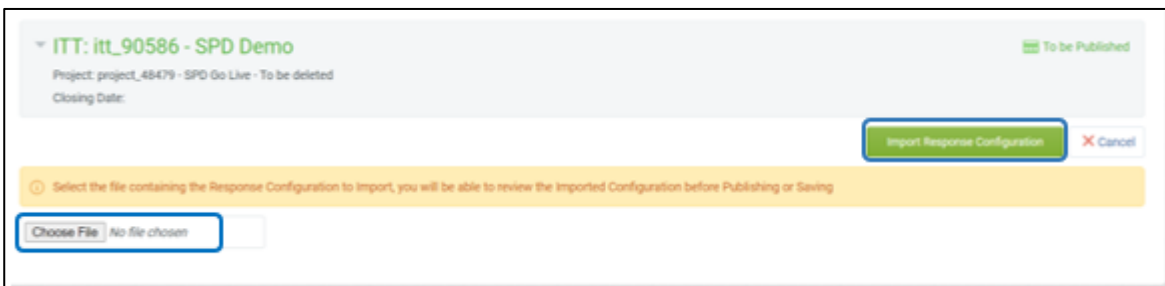 ITT: itt_90586 - SPD Demo
To be Published
Project: project_48479 - SPD Go Live - To be deleted
Closing Date:
Import Response Configuration
Cancel
Select the file containing the Response Configuration to Import, you will be able to review the Imported Configuration before Publishing or Saving
Choose File No file chosen